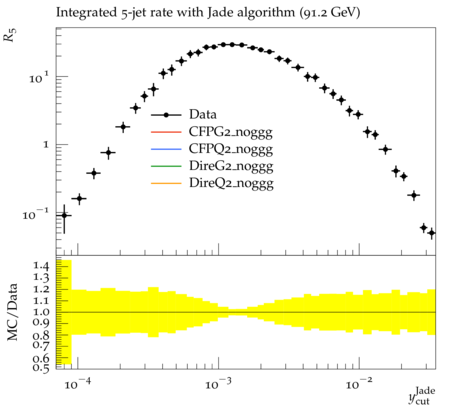 Integrated 5-jet rate with Jade algorithm (91.2 GeV)
R5
10^1
1
10^−1
Data
CFPG2_noggg
CFPQ2_noggg
DireG2_noggg
DireQ2_noggg
MC/Data
1.4
1.3
1.2
1.1
1.0
0.9
0.8
0.7
0.6
0.5
10^−4 10^−3 10^−2
y_cut^Jade